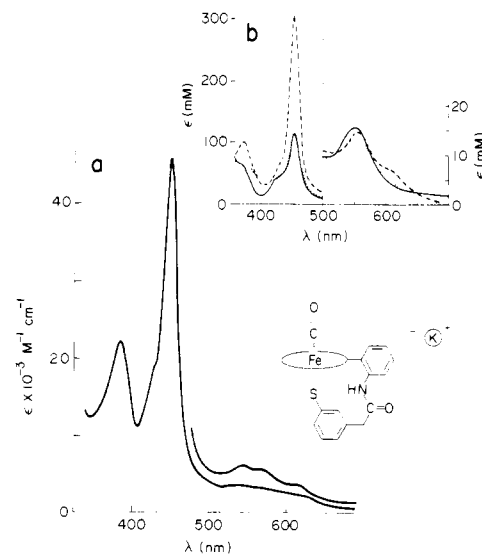 b
300
200
100
0
ε (mM)
400
500
600
λ (nm)
20
10
0
ε (mM)
a
40
20
0
ε × 10⁻³ M⁻¹ cm⁻¹
400
500
600
λ (nm)
O
C
Fe
HN
C=O
S
− K +